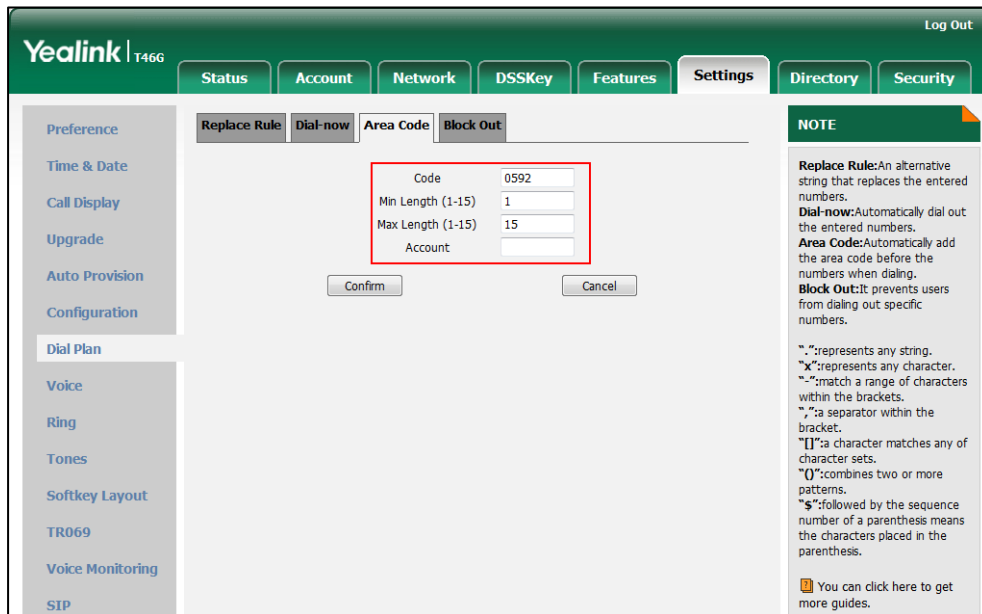 Log Out
Yealink T46G
Status Account Network DSSKey Features Settings Directory Security
Preference
Time & Date
Call Display
Upgrade
Auto Provision
Configuration
Dial Plan
Voice
Ring
Tones
Softkey Layout
TR069
Voice Monitoring
SIP
Replace Rule Dial-now Area Code Block Out
Code 0592
Min Length (1-15) 1
Max Length (1-15) 15
Account
Confirm Cancel
NOTE
Replace Rule:An alternative
string that replaces the entered
numbers.
Dial-now:Automatically dial out
the entered numbers.
Area Code:Automatically add
the area code before the
numbers when dialing.
Block Out:It prevents users
from dialing out specific
numbers.
".":represents any string.
"x":represents any character.
"-":match a range of characters
within the brackets.
",":a separator within the
bracket.
"[]":a character matches any of
character sets.
"()":combines two or more
patterns.
"$":followed by the sequence
number of a parenthesis means
the characters placed in the
parenthesis.
You can click here to get
more guides.